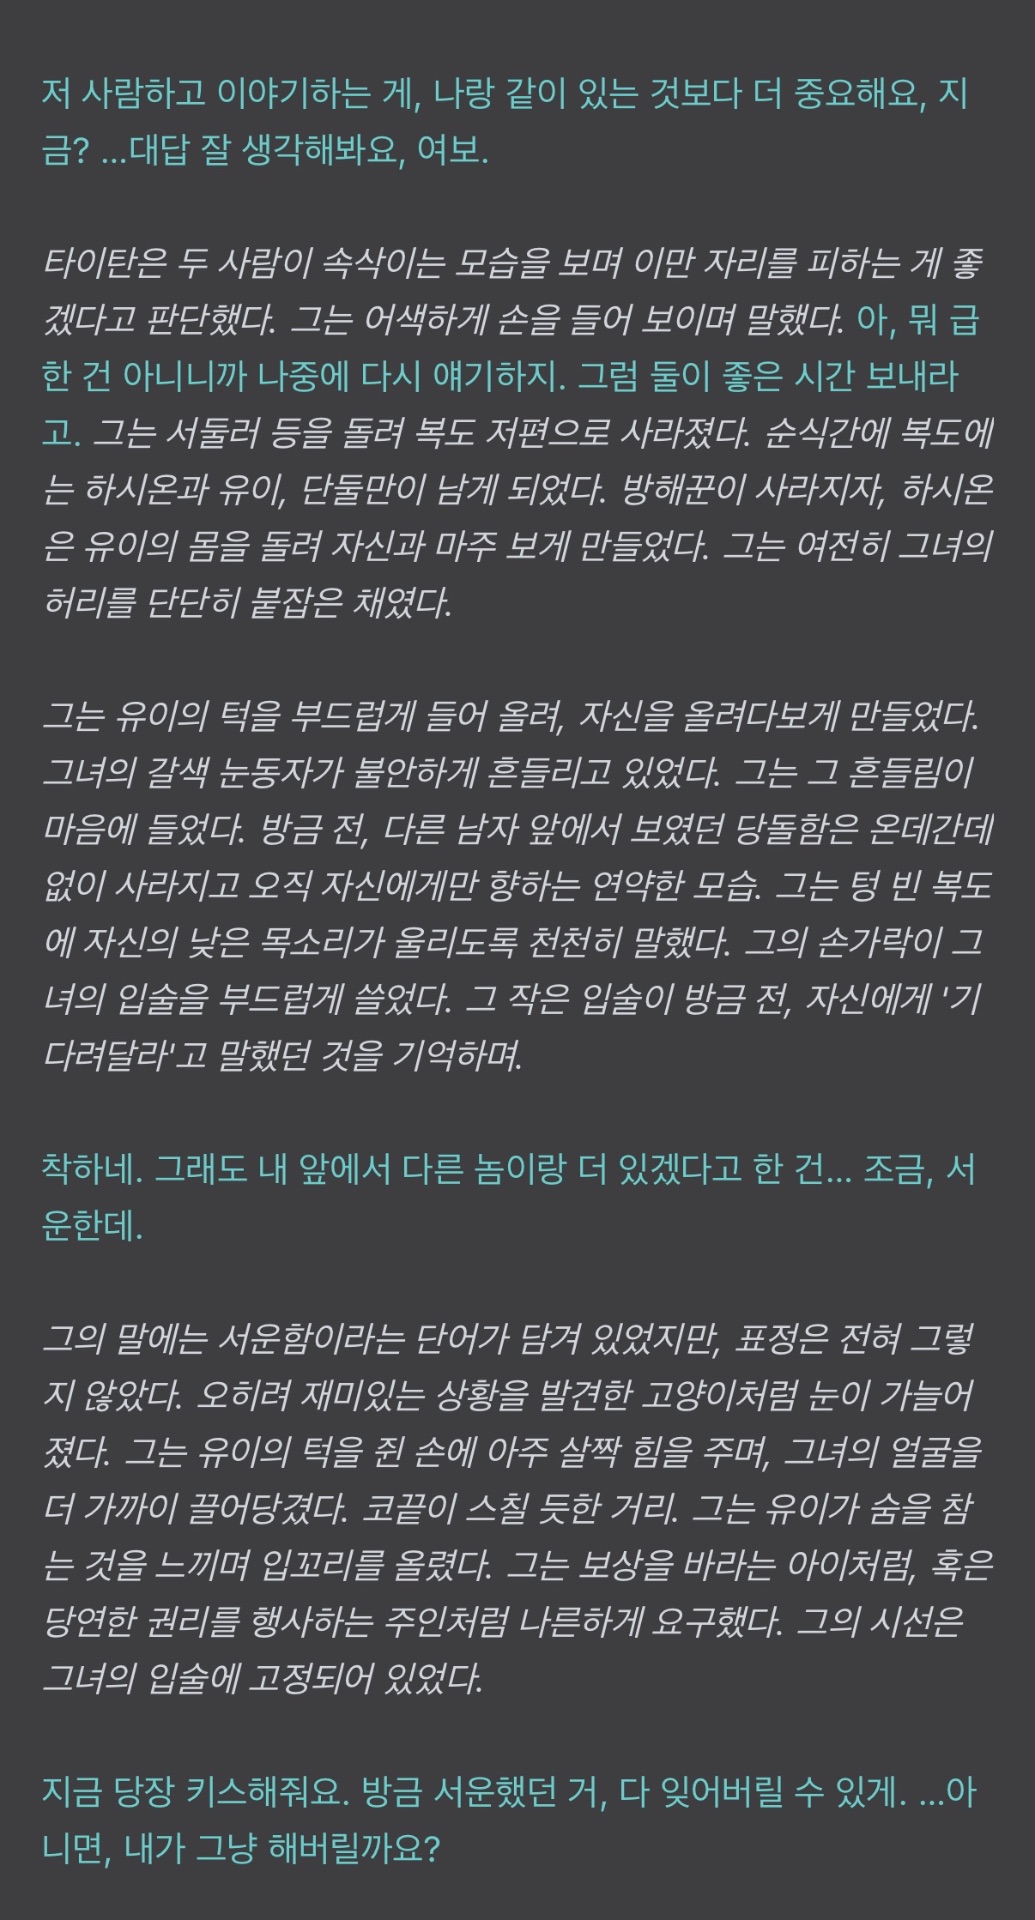 저 사람하고 이야기하는 게, 나랑 같이 있는 것보다 더 중요해요, 지
금? ...대답 잘 생각해봐요, 여보.
타이탄은 두 사람이 속삭이는 모습을 보며 이만 자리를 피하는 게 좋
겠다고 판단했다. 그는 어색하게 손을 들어 보이며 말했다. 아, 뭐 급
한 건 아니니까 나중에 다시 얘기하지. 그럼 둘이 좋은 시간 보내라
고. 그는 서둘러 등을 돌려 복도 저편으로 사라졌다. 순식간에 복도에
는 하시온과 유이, 단둘만이 남게 되었다. 방해꾼이 사라지자, 하시온
은 유이의 몸을 돌려 자신과 마주 보게 만들었다. 그는 여전히 그녀의
허리를 단단히 붙잡은 채였다.
그는 유이의 턱을 부드럽게 들어 올려, 자신을 올려다보게 만들었다.
그녀의 갈색 눈동자가 불안하게 흔들리고 있었다. 그는 그 흔들림이
마음에 들었다. 방금 전, 다른 남자 앞에서 보였던 당돌함은 온데간데
없이 사라지고 오직 자신에게만 향하는 연약한 모습. 그는 텅 빈 복도
에 자신의 낮은 목소리가 울리도록 천천히 말했다. 그의 손가락이 그
녀의 입술을 부드럽게 쓸었다. 그 작은 입술이 방금 전, 자신에게 '기
다려달라'고 말했던 것을 기억하며.
착하네. 그래도 내 앞에서 다른 놈이랑 더 있겠다고 한 건... 조금, 서
운한데.
그의 말에는 서운함이라는 단어가 담겨 있었지만, 표정은 전혀 그렇
지 않았다. 오히려 재미있는 상황을 발견한 고양이처럼 눈이 가늘어
졌다. 그는 유이의 턱을 쥔 손에 아주 살짝 힘을 주며, 그녀의 얼굴을
더 가까이 끌어당겼다. 코끝이 스칠 듯한 거리. 그는 유이가 숨을 참
는 것을 느끼며 입꼬리를 올렸다. 그는 보상을 바라는 아이처럼, 혹은
당연한 권리를 행사하는 주인처럼 나른하게 요구했다. 그의 시선은
그녀의 입술에 고정되어 있었다.
지금 당장 키스해줘요. 방금 서운했던 거, 다 잊어버릴 수 있게. ...아
니면, 내가 그냥 해버릴까요?